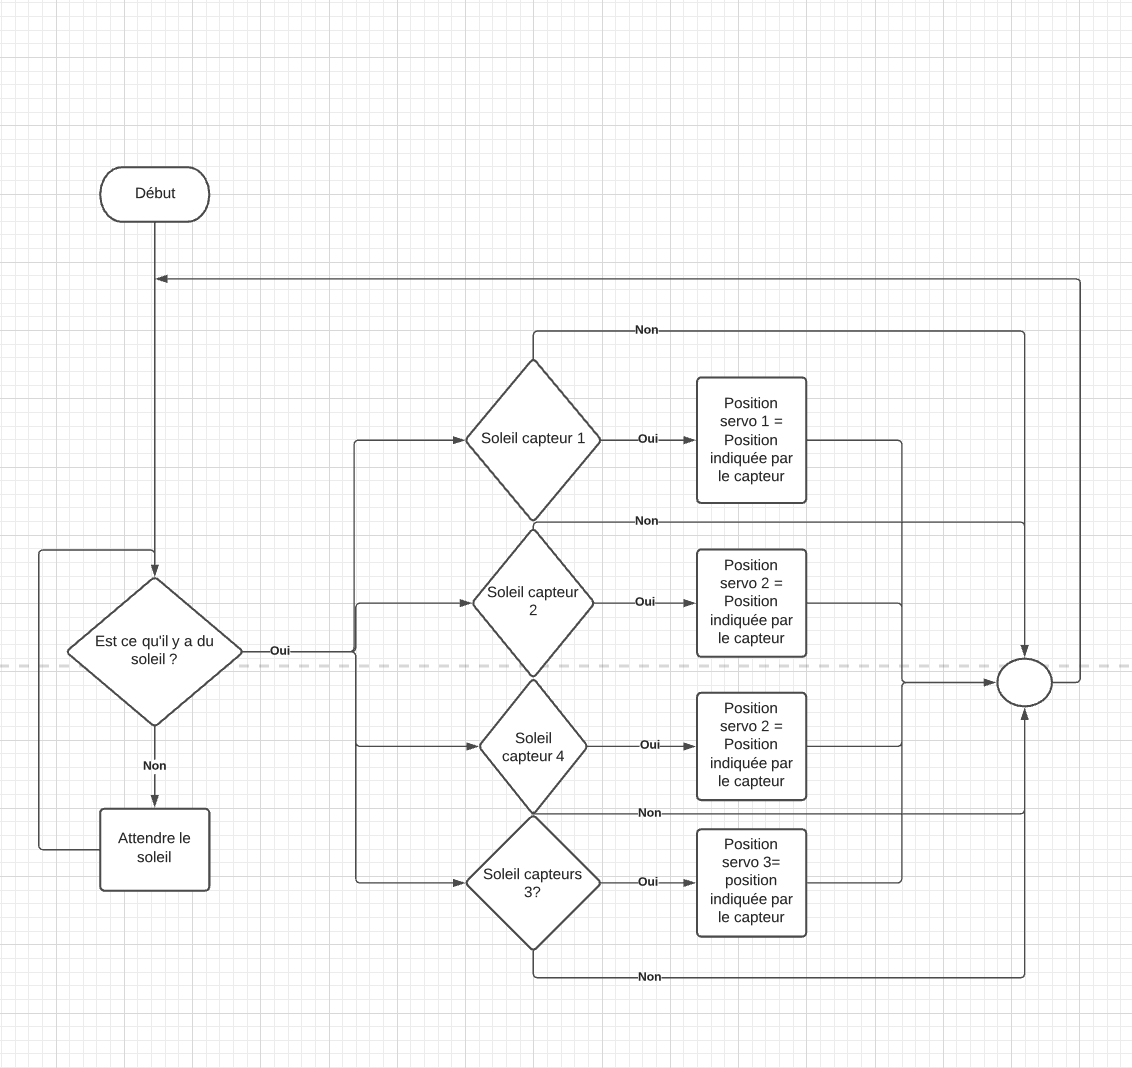 Début
Non
Position
servo 1 =
Position
indiquée par
le capteur
Soleil capteur 1
Oui
Non
Position
servo 2 =
Position
indiquée par
le capteur
Soleil capteur
2
Oui
Est ce qu'il y a du
soleil ?
Oui
Non
Attendre le
soleil
Position
servo 2 =
Position
indiquée par
le capteur
Soleil
capteur 4
Oui
Non
Position
servo 3=
position
indiquée par
le capteur
Soleil capteurs
3?
Oui
Non